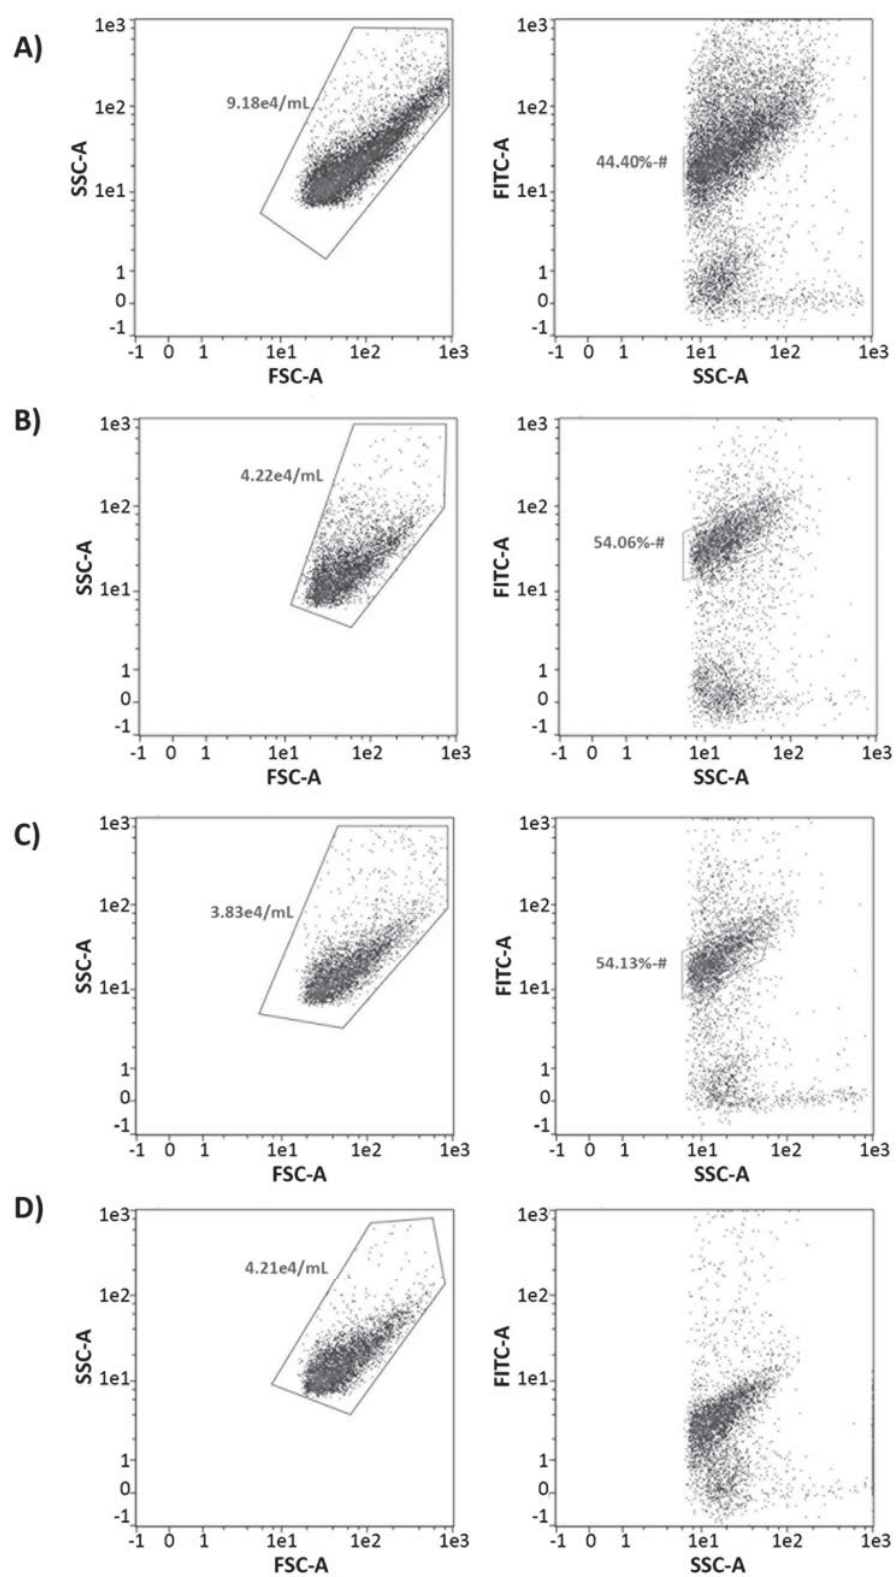 A)
1e3
1e2
1e1
1
0
-1
SSC-A
9.18e4/mL
-1 0 1 1e1 1e2 1e3
FSC-A
1e3
1e2
1e1
1
0
-1
FITC-A
44.40%-#
-1 0 1 1e1 1e2 1e3
SSC-A
B)
1e3
1e2
1e1
1
0
-1
SSC-A
4.22e4/mL
-1 0 1 1e1 1e2 1e3
FSC-A
1e3
1e2
1e1
1
0
-1
FITC-A
54.06%-#
-1 0 1 1e1 1e2 1e3
SSC-A
C)
1e3
1e2
1e1
1
0
-1
SSC-A
3.83e4/mL
-1 0 1 1e1 1e2 1e3
FSC-A
1e3
1e2
1e1
1
0
-1
FITC-A
54.13%-#
-1 0 1 1e1 1e2 1e3
SSC-A
D)
1e3
1e2
1e1
1
0
-1
SSC-A
4.21e4/mL
-1 0 1 1e1 1e2 1e3
FSC-A
1e3
1e2
1e1
1
0
-1
FITC-A
-1 0 1 1e1 1e2 1e3
SSC-A